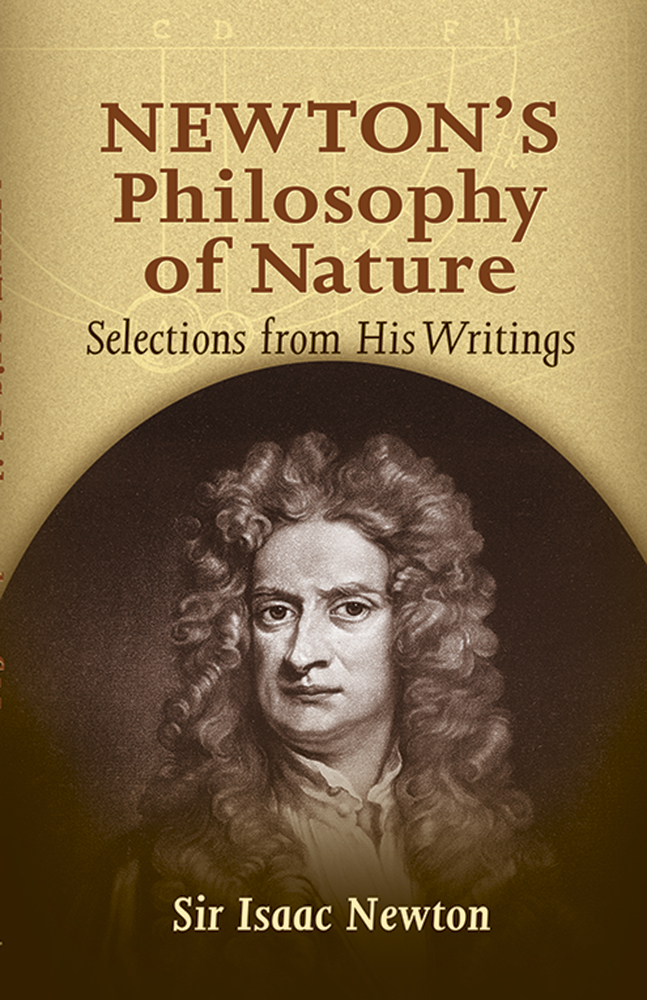 C D F H
NEWTON'S
Philosophy
of Nature
Selections from His Writings
Sir Isaac Newton